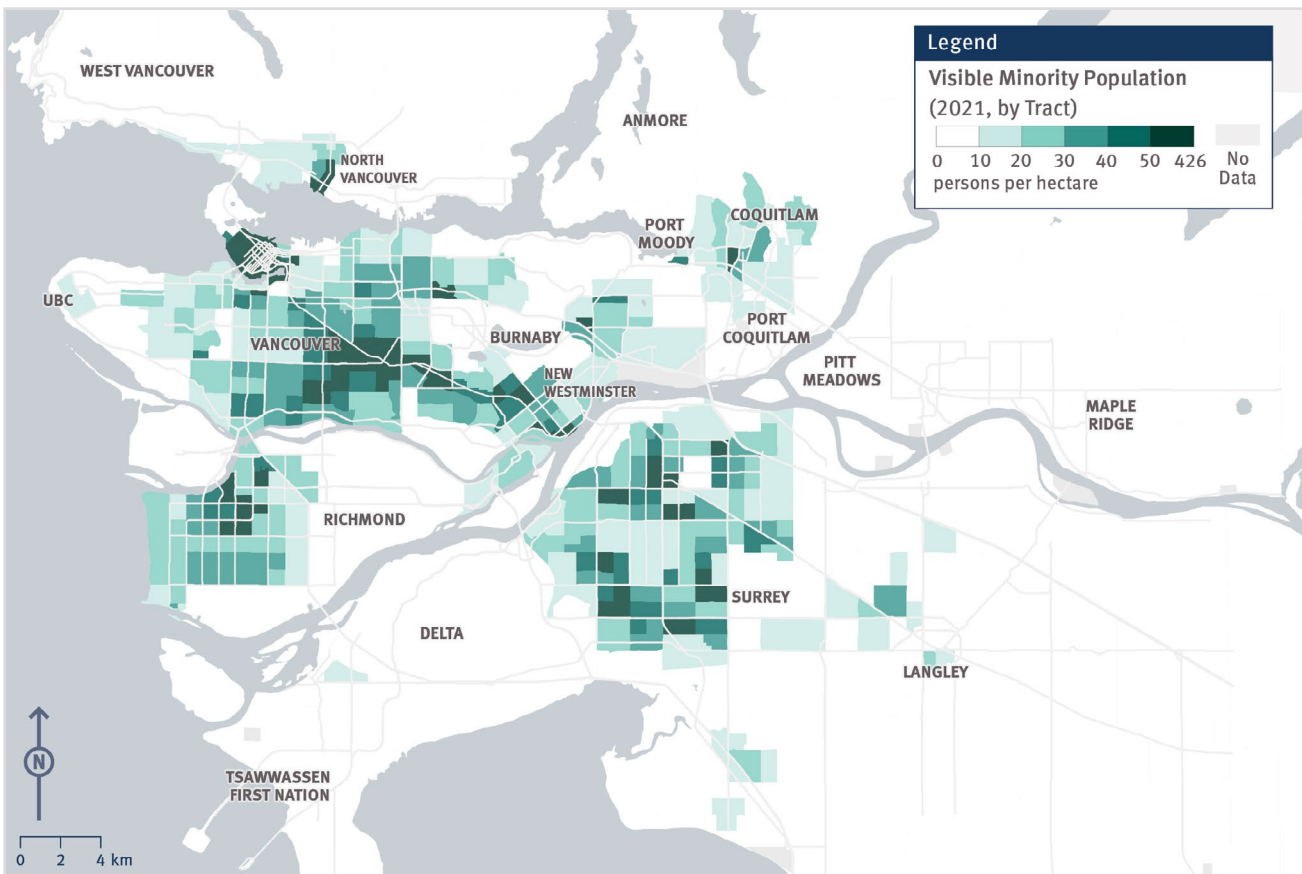 Legend
Visible Minority Population
(2021, by Tract)
0 10 20 30 40 50 426
persons per hectare
No
Data
WEST VANCOUVER
ANMORE
NORTH
VANCOUVER
PORT
MOODY
COQUITLAM
UBC
VANCOUVER
BURNABY
PORT
COQUITLAM
NEW
WESTMINSTER
PITT
MEADOWS
MAPLE
RIDGE
RICHMOND
SURREY
DELTA
LANGLEY
TSAWWASSEN
FIRST NATION
N
0 2 4 km